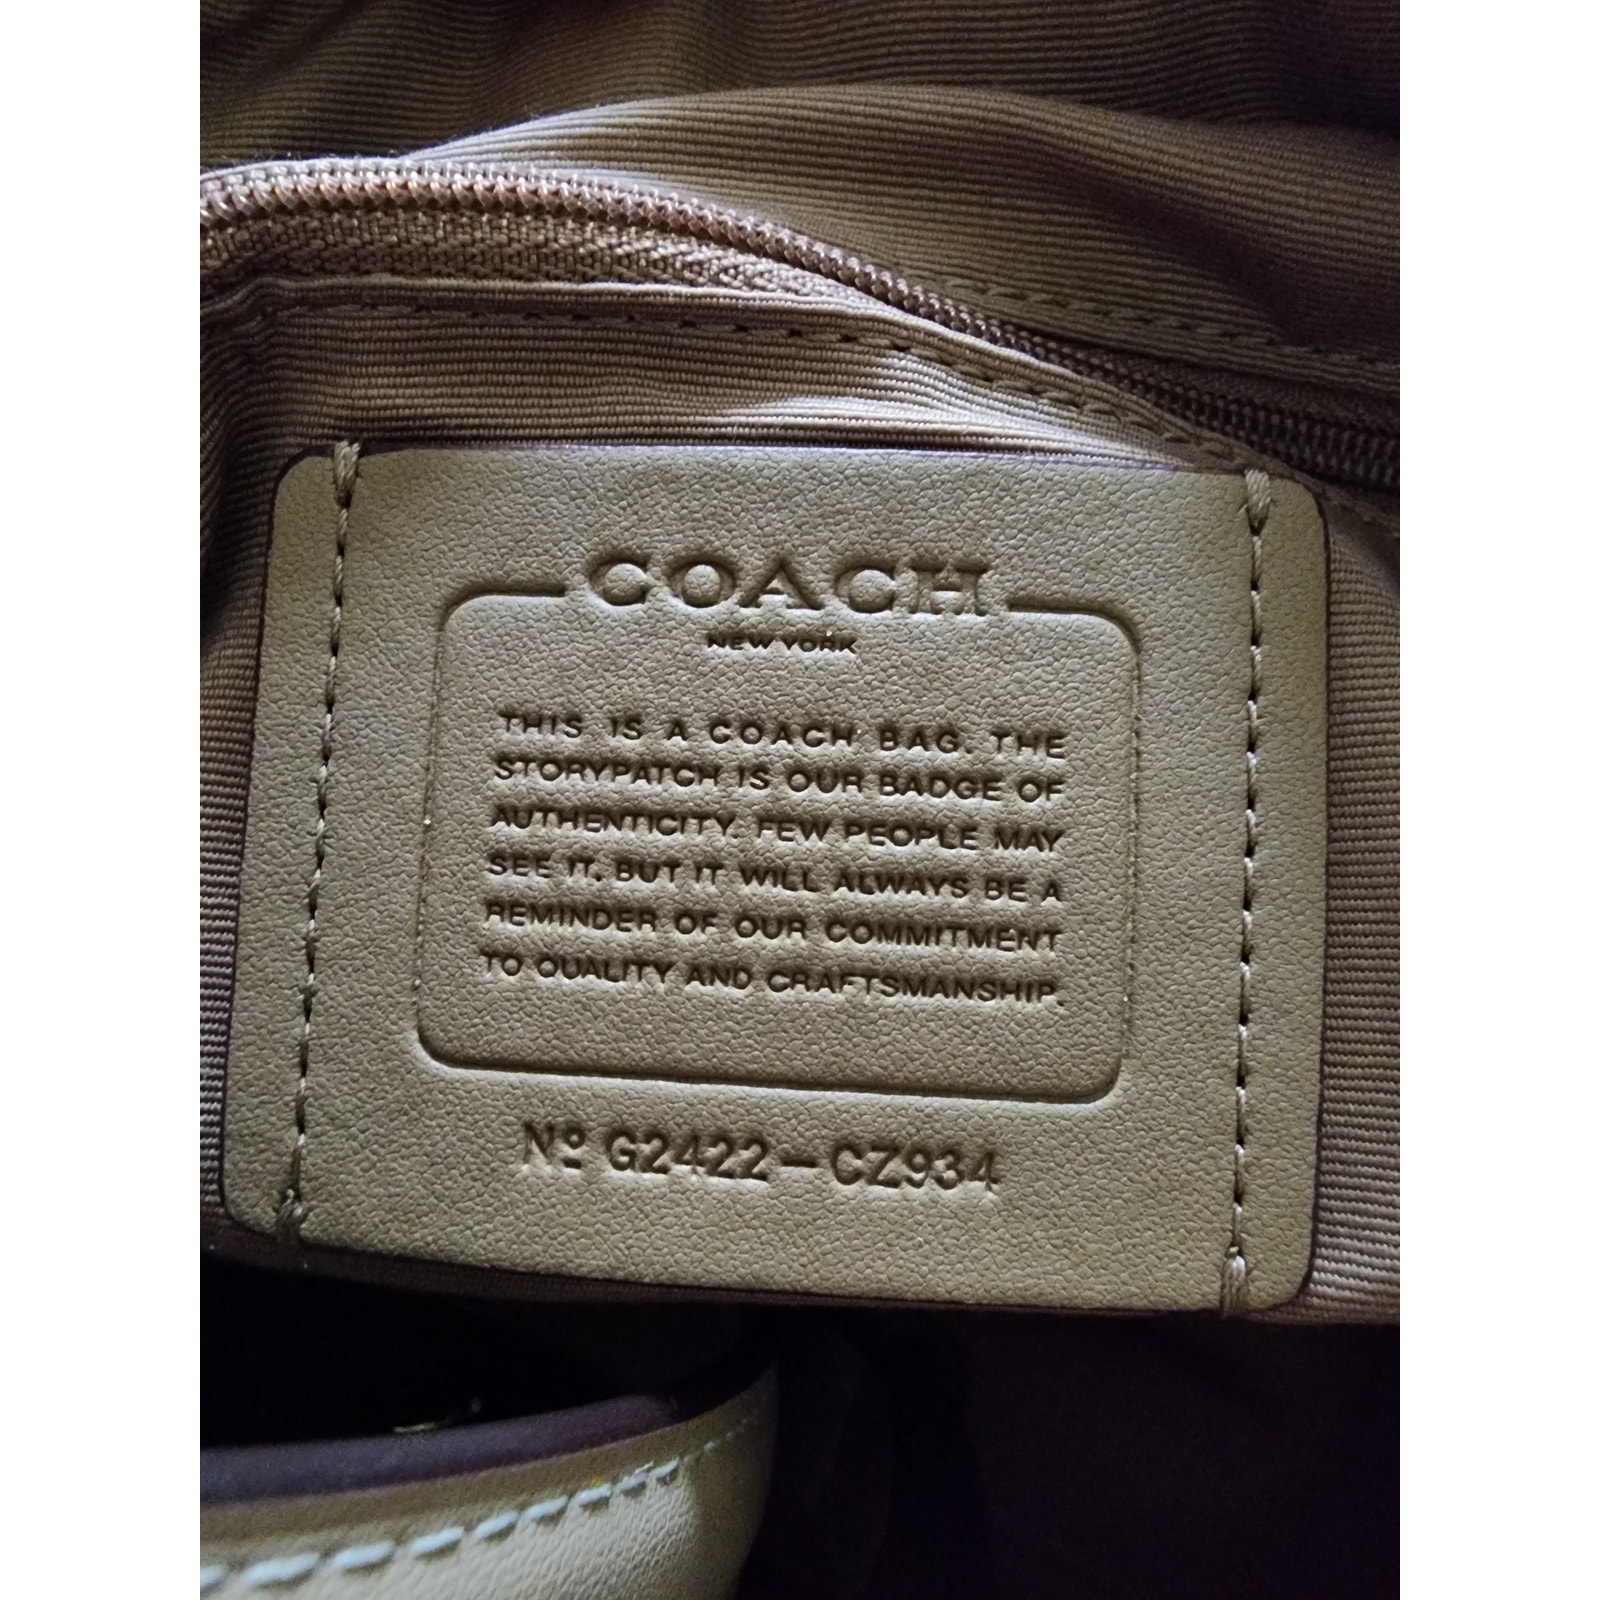 COACH
NEW YORK
THIS IS A COACH BAG. THE
STORYPATCH IS OUR BADGE OF
AUTHENTICITY. FEW PEOPLE MAY
SEE IT. BUT IT WILL ALWAYS BE A
REMINDER OF OUR COMMITMENT
TO QUALITY AND CRAFTSMANSHIP.
Nº G2422-CZ934